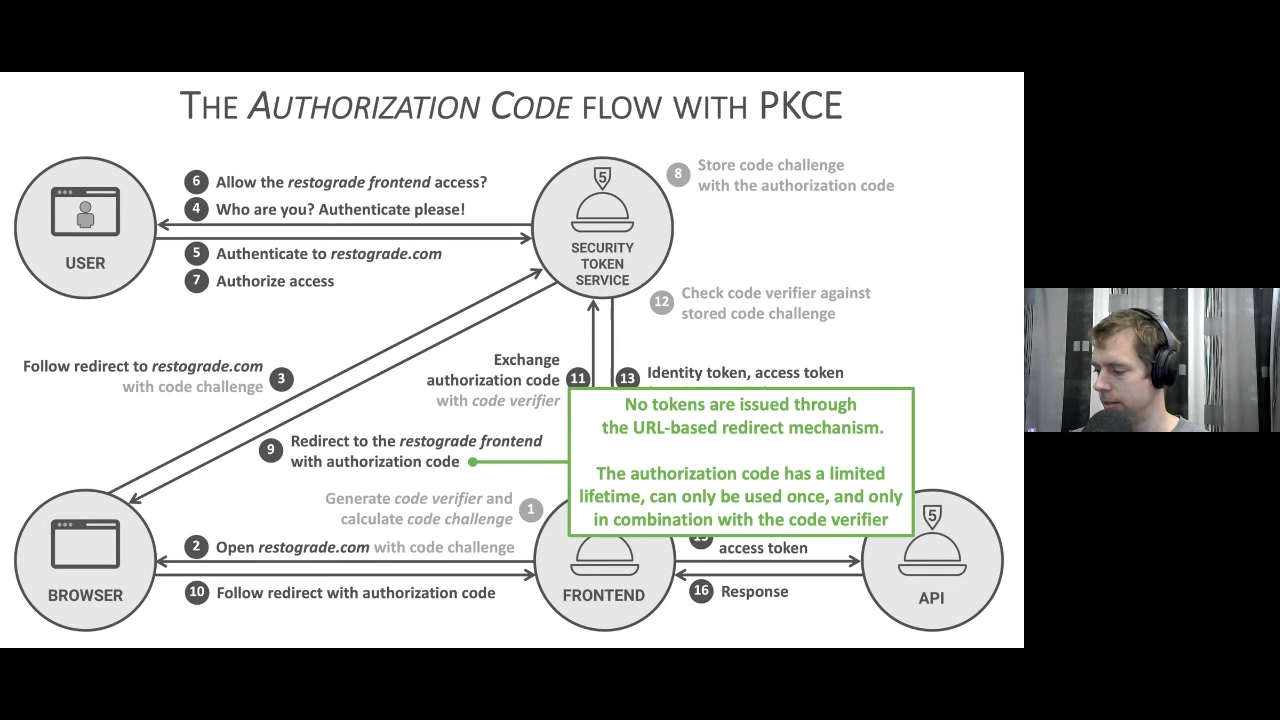 THE AUTHORIZATION CODE FLOW WITH PKCE
6 Allow the restograde frontend access?
4 Who are you? Authenticate please!
5 Authenticate to restograde.com
7 Authorize access
USER
5
SECURITY
TOKEN
SERVICE
8 Store code challenge
with the authorization code
12 Check code verifier against
stored code challenge
3 Follow redirect to restograde.com
with code challenge
11 Exchange
authorization code
with code verifier
13 Identity token, access token
9 Redirect to the restograde frontend
with authorization code
No tokens are issued through
the URL-based redirect mechanism.
The authorization code has a limited
lifetime, can only be used once, and only
in combination with the code verifier
1 Generate code verifier and
calculate code challenge
2 Open restograde.com with code challenge
10 Follow redirect with authorization code
BROWSER
FRONTEND
access token
16 Response
5
API